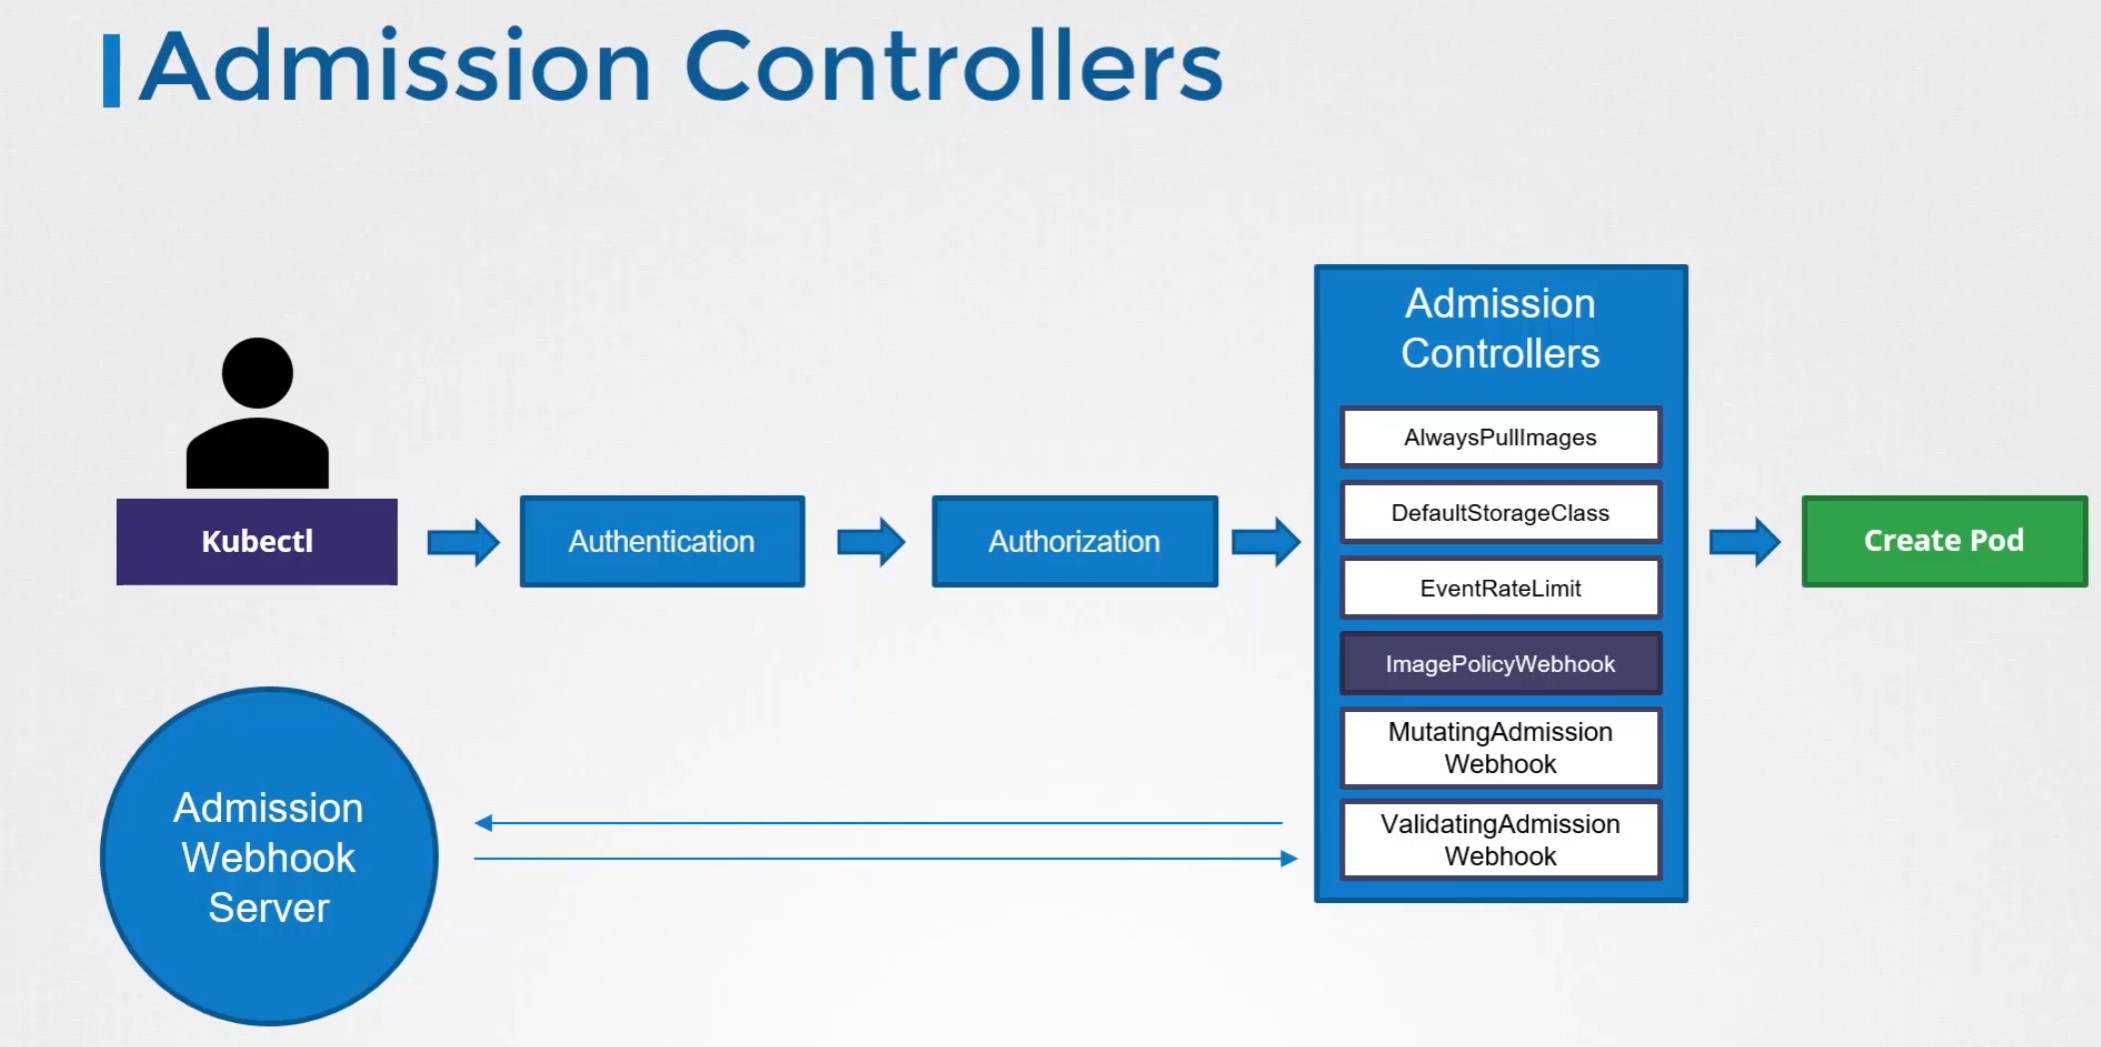 Admission Controllers
Admission
Controllers
AlwaysPullImages
DefaultStorageClass
EventRateLimit
ImagePolicyWebhook
MutatingAdmission
Webhook
ValidatingAdmission
Webhook
Kubectl
Authentication
Authorization
Create Pod
Admission
Webhook
Server